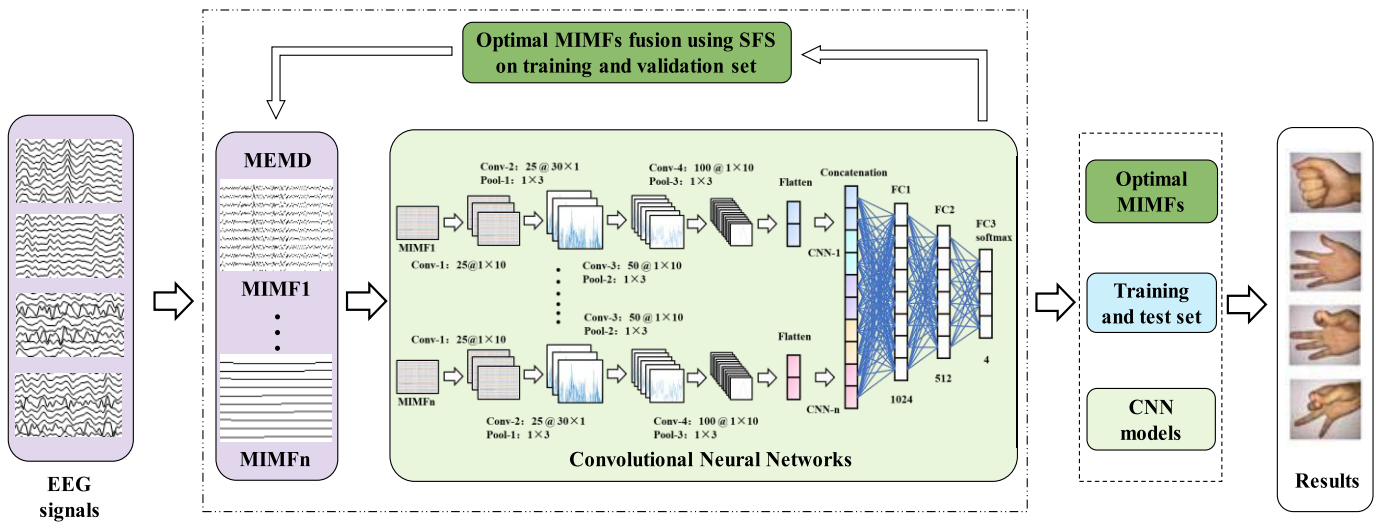 Optimal MIMFs fusion using SFS
on training and validation set
EEG
signals
MEMD
MIMF1
MIMFn
Conv-2: 25 @ 30×1
Pool-1: 1×3
Conv-4: 100 @ 1×10
Pool-3: 1×3
Flatten
Concatenation
FC1
FC2
FC3
softmax
MIMF1
CNN-1
Conv-1: 25@1×10
Conv-3: 50 @ 1×10
Pool-2: 1×3
Conv-3: 50 @ 1×10
Pool-2: 1×3
Conv-1: 25@1×10
Flatten
MIMFn
CNN-n
Conv-2: 25 @ 30×1
Pool-1: 1×3
Conv-4: 100 @ 1×10
Pool-3: 1×3
1024
512
4
Convolutional Neural Networks
Optimal
MIMFs
Training
and test set
CNN
models
Results